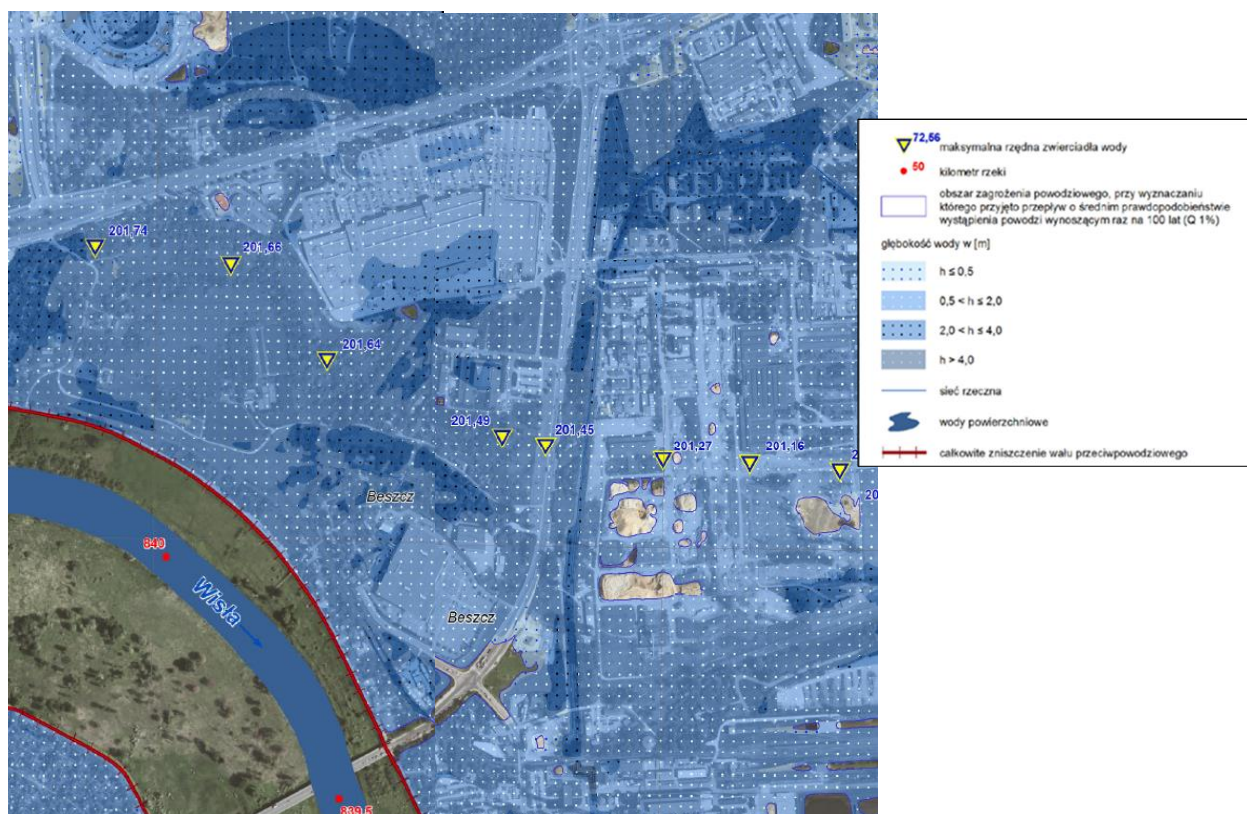 201,74
201,66
201,64
201,49
201,45
201,27
201,16
Beszcz
840
Wisła
Beszcz
839,5
72,56
maksymalna rzędna zwierciadła wody
50
kilometr rzeki
obszar zagrożenia powodziowego, przy wyznaczaniu
którego przyjęto przepływ o średnim prawdopodobieństwie
wystąpienia powodzi wynoszącym raz na 100 lat (Q 1%)
głębokość wody w [m]
h ≤ 0,5
0,5 < h ≤ 2,0
2,0 < h ≤ 4,0
h > 4,0
sieć rzeczna
wody powierzchniowe
całkowite zniszczenie wału przeciwpowodziowego